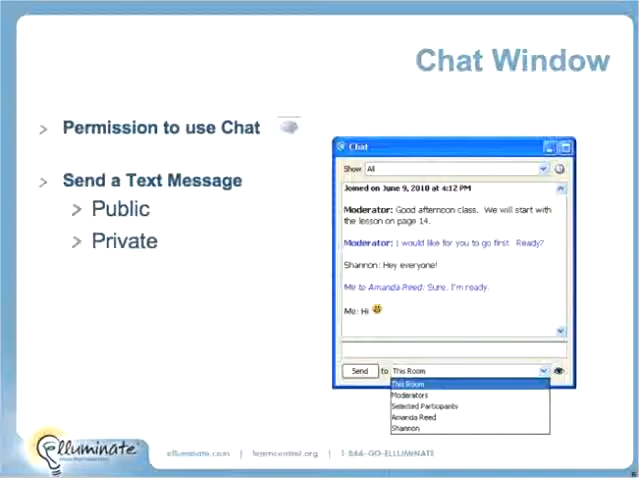 Chat Window
Permission to use Chat
Send a Text Message
Public
Private
Chat
Show All
Joined on June 9, 2010 at 4:12 PM
Moderator: Good afternoon class. We will start with
the lesson on page 14.
Moderator: I would like for you to go first. Ready?
Shannon: Hey everyone!
Me to Amanda Reed: Sure. I'm ready.
Me: Hi
Send to This Room
This Room
Moderators
Selected Participants
Amanda Reed
Shannon
elluminate
elluminate.com | learncentral.org | 1-866-GO-ELLUMINATE